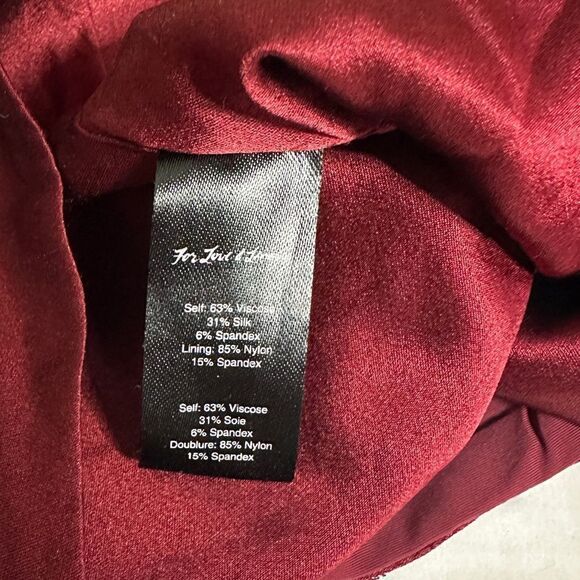 For Love & Lemons
Self: 63% Viscose
31% Silk
6% Spandex
Lining: 85% Nylon
15% Spandex
Self: 63% Viscose
31% Soie
6% Spandex
Doublure: 85% Nylon
15% Spandex